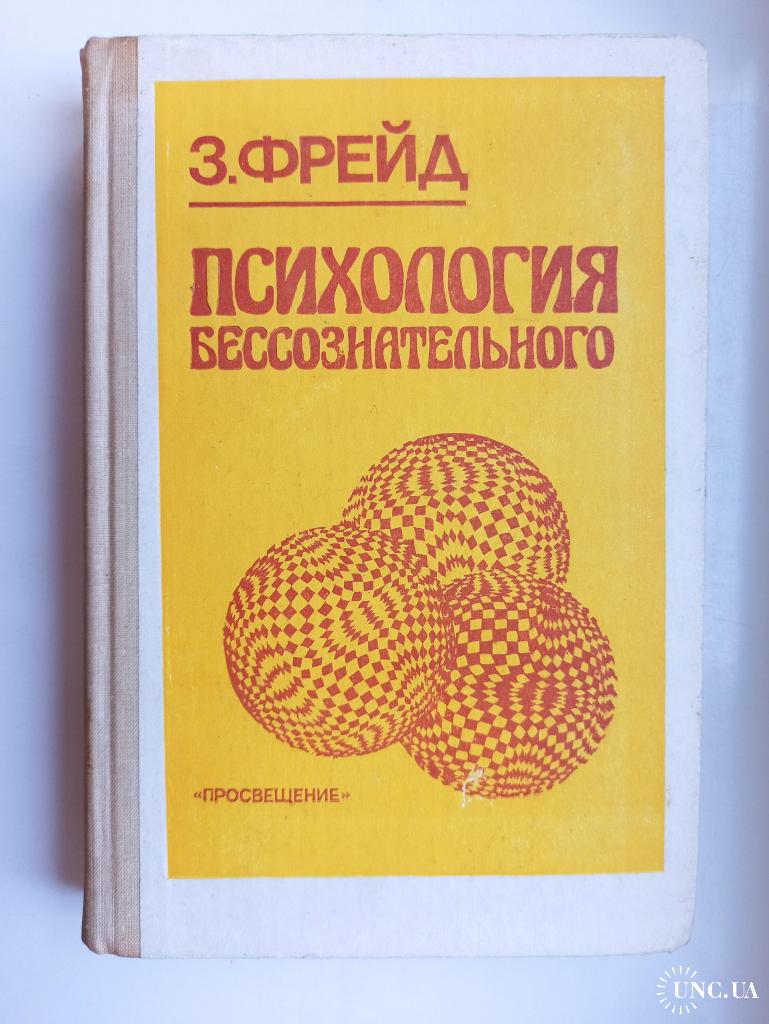 З.ФРЕЙД
ПСИХОЛОГИЯ
БЕССОЗНАТЕЛЬНОГО
«ПРОСВЕЩЕНИЕ»
UNC.UA